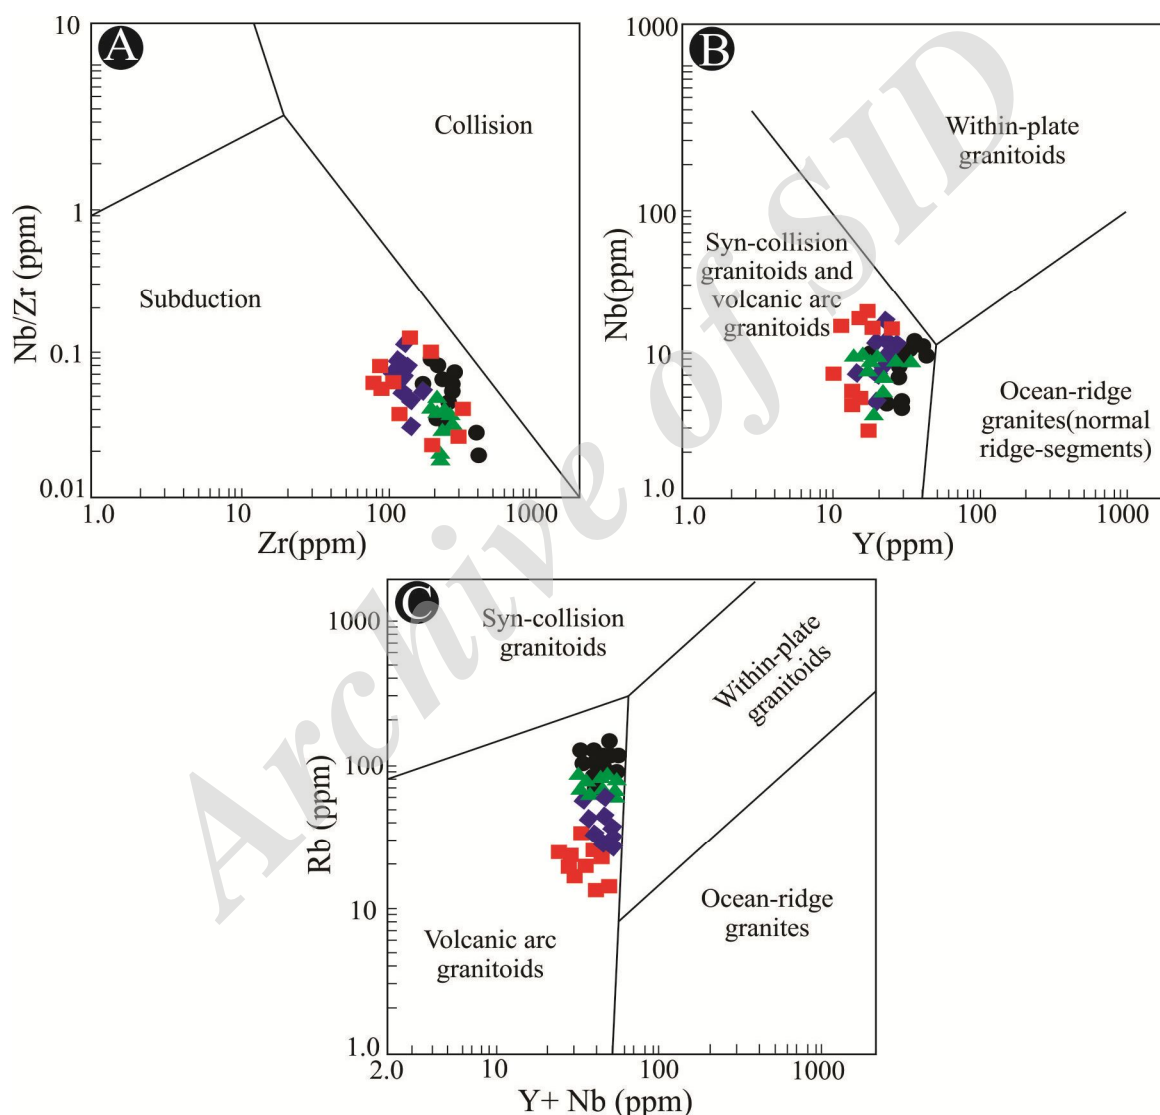 A
10
1
0.1
0.01
Nb/Zr (ppm)
Collision
Subduction
1.0
10
100
1000
Zr(ppm)
B
1000
100
10
1.0
Nb(ppm)
Within-plate
granitoids
Syn-collision
granitoids and
volcanic arc
granitoids
Ocean-ridge
granites(normal
ridge-segments)
1.0
10
100
1000
Y(ppm)
C
1000
100
10
1.0
Rb (ppm)
Syn-collision
granitoids
Within-plate
granitoids
Volcanic arc
granitoids
Ocean-ridge
granites
2.0
10
100
1000
Y+ Nb (ppm)
Archive of SID